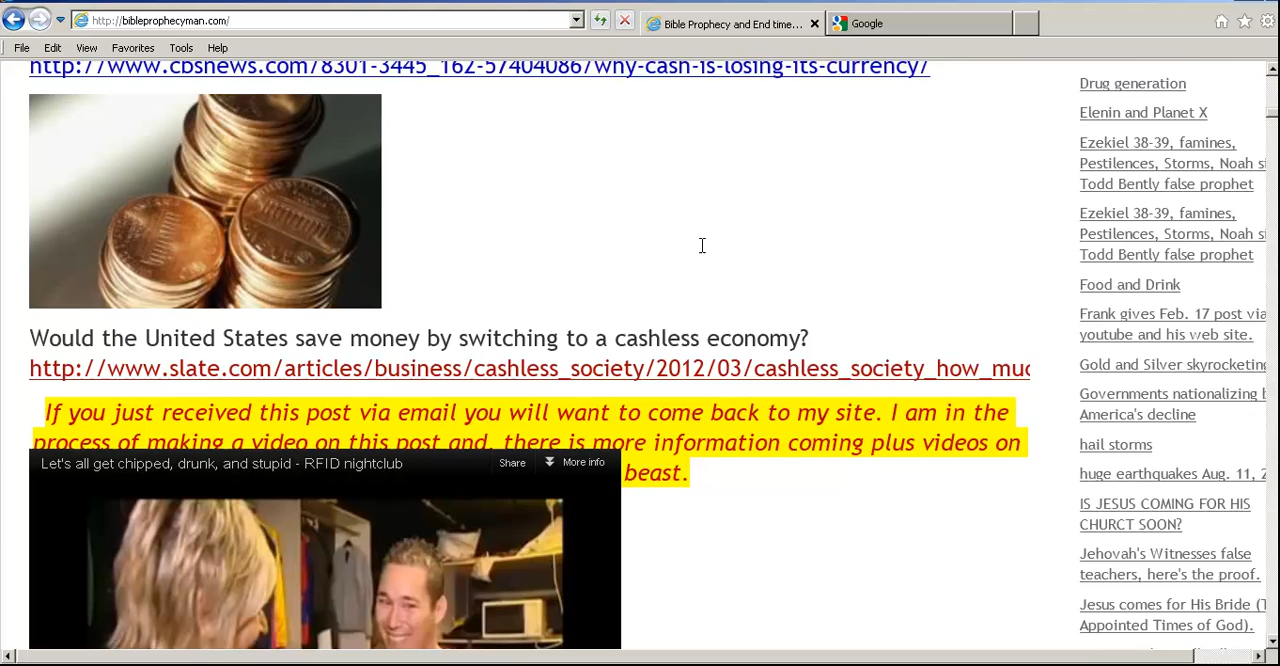 http://bibleprophecyman.com/
Bible Prophecy and End time...
Google
File Edit View Favorites Tools Help
http://www.cbsnews.com/8301-3445_162-57404086/why-cash-is-losing-its-currency/
Would the United States save money by switching to a cashless economy?
http://www.slate.com/articles/business/cashless_society/2012/03/cashless_society_how_muc
If you just received this post via email you will want to come back to my site. I am in the
process of making a video on this post and, there is more information coming plus videos on
beast.
Let's all get chipped, drunk, and stupid - RFID nightclub
Share
More info
Drug generation
Elenin and Planet X
Ezekiel 38-39, famines,
Pestilences, Storms, Noah si
Todd Bently false prophet
Ezekiel 38-39, famines,
Pestilences, Storms, Noah si
Todd Bently false prophet
Food and Drink
Frank gives Feb. 17 post via
youtube and his web site.
Gold and Silver skyrocketing
Governments nationalizing b
America's decline
hail storms
huge earthquakes Aug. 11, 2
IS JESUS COMING FOR HIS
CHURCT SOON?
Jehovah's Witnesses false
teachers, here's the proof.
Jesus comes for His Bride (T
Appointed Times of God).